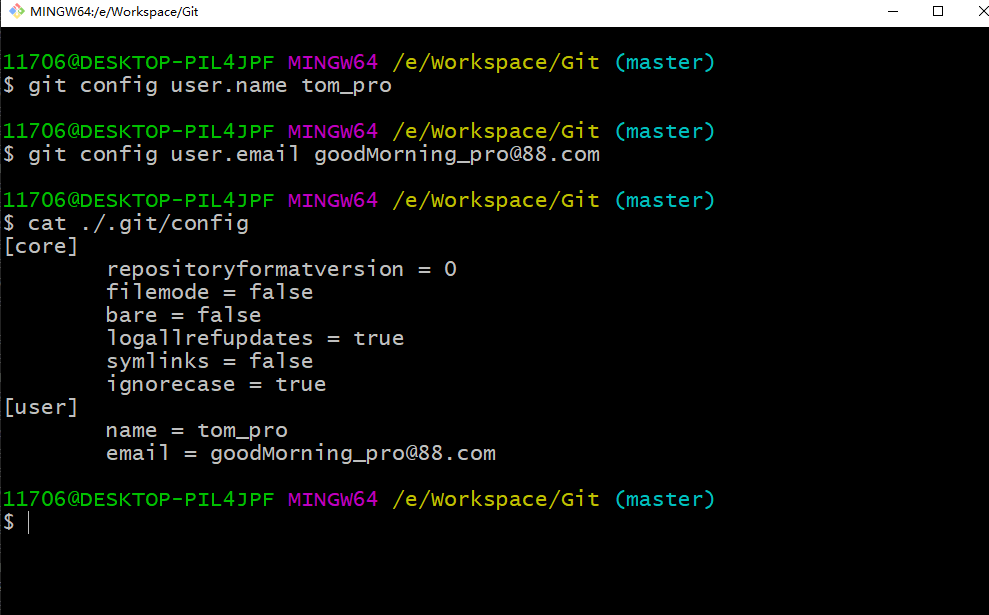 MINGW64:/e/Workspace/Git
11706@DESKTOP-PIL4JPF MINGW64 /e/Workspace/Git (master)
$ git config user.name tom_pro
11706@DESKTOP-PIL4JPF MINGW64 /e/Workspace/Git (master)
$ git config user.email goodMorning_pro@88.com
11706@DESKTOP-PIL4JPF MINGW64 /e/Workspace/Git (master)
$ cat ./.git/config
[core]
        repositoryformatversion = 0
        filemode = false
        bare = false
        logallrefupdates = true
        symlinks = false
        ignorecase = true
[user]
        name = tom_pro
        email = goodMorning_pro@88.com
11706@DESKTOP-PIL4JPF MINGW64 /e/Workspace/Git (master)
$